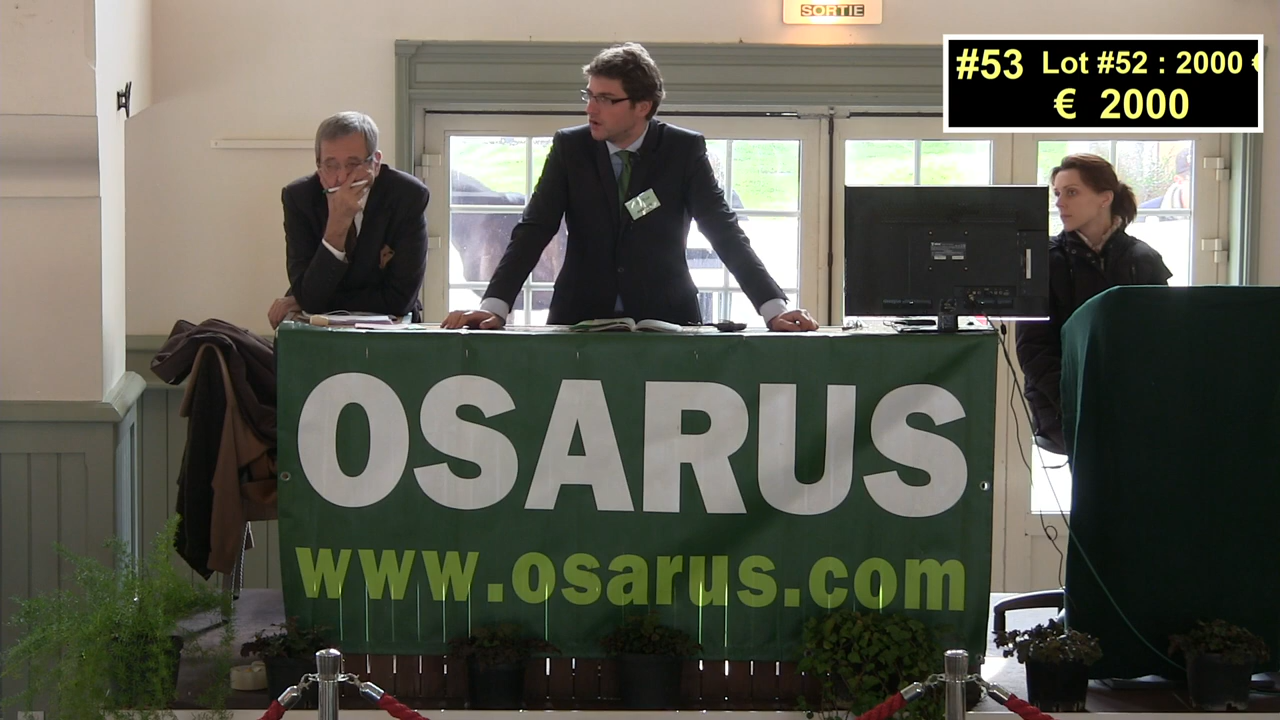 SORTIE
#53 Lot #52 : 2000 €
€ 2000
OSARUS
www.osarus.com